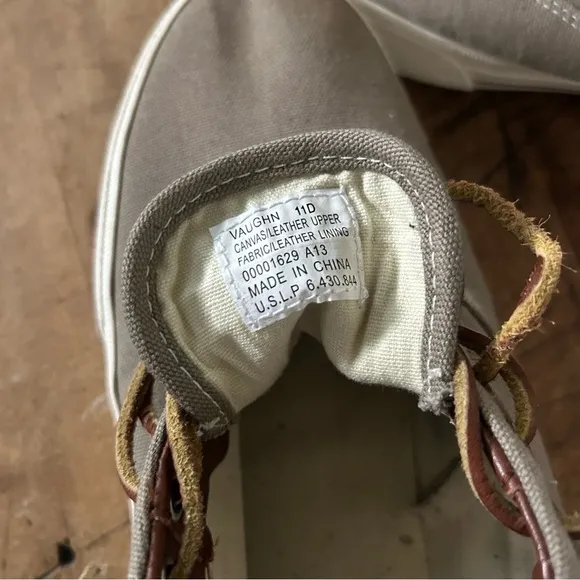 VAUGHN 11D
CANVAS/LEATHER UPPER
FABRIC/LEATHER LINING
00001629 A13
MADE IN CHINA
U.S.L.P 6,430,844